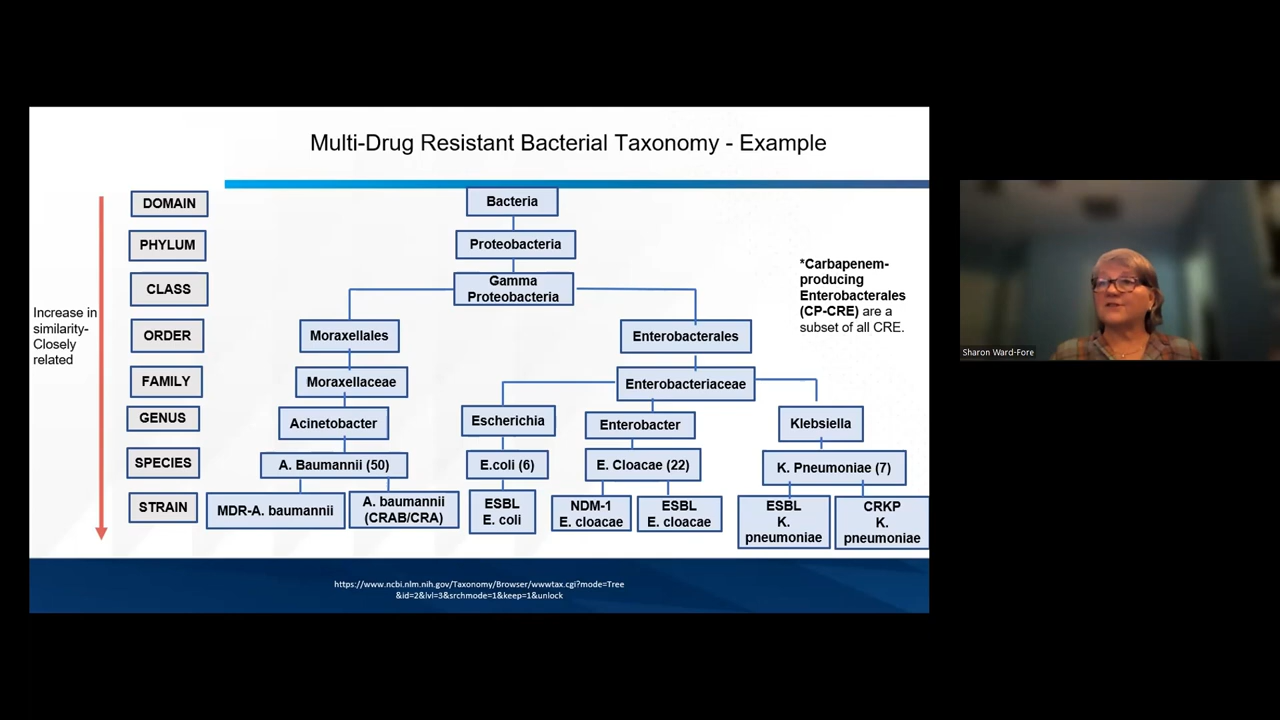 Multi-Drug Resistant Bacterial Taxonomy - Example
DOMAIN
Bacteria
PHYLUM
Proteobacteria
*Carbapenem-
producing
Enterobacterales
(CP-CRE) are a
subset of all CRE.
CLASS
Gamma
Proteobacteria
Increase in
similarity-
Closely
related
ORDER
Moraxellales
Enterobacterales
FAMILY
Moraxellaceae
Enterobacteriaceae
GENUS
Acinetobacter
Escherichia
Enterobacter
Klebsiella
SPECIES
A. Baumannii (50)
E.coli (6)
E. Cloacae (22)
K. Pneumoniae (7)
STRAIN
MDR-A. baumannii
A. baumannii
(CRAB/CRA)
ESBL
E. coli
NDM-1
E. cloacae
ESBL
E. cloacae
ESBL
K.
pneumoniae
CRKP
K.
pneumoniae
https://www.ncbi.nlm.nih.gov/Taxonomy/Browser/wwwtax.cgi?mode=Tree
&id=2&lvl=3&srchmode=1&keep=1&unlock
Sharon Ward-Fore